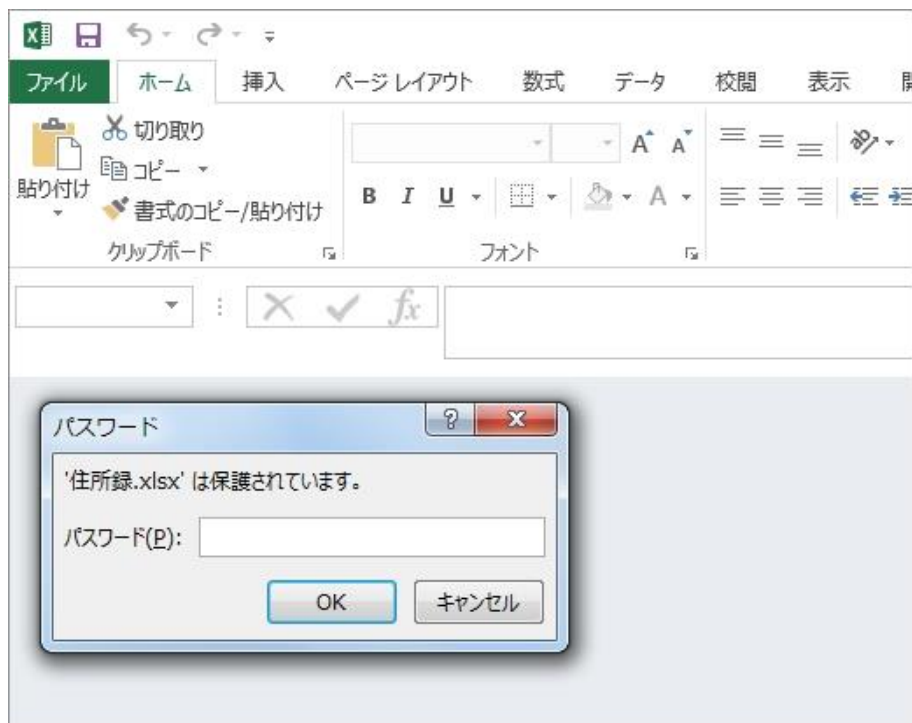 ファイル ホーム 挿入 ページ レイアウト 数式 データ 校閲 表示
貼り付け
切り取り
コピー
書式のコピー/貼り付け
クリップボード
B I U A A A
フォント
fx
パスワード
'住所録.xlsx' は保護されています。
パスワード(P):
OK キャンセル